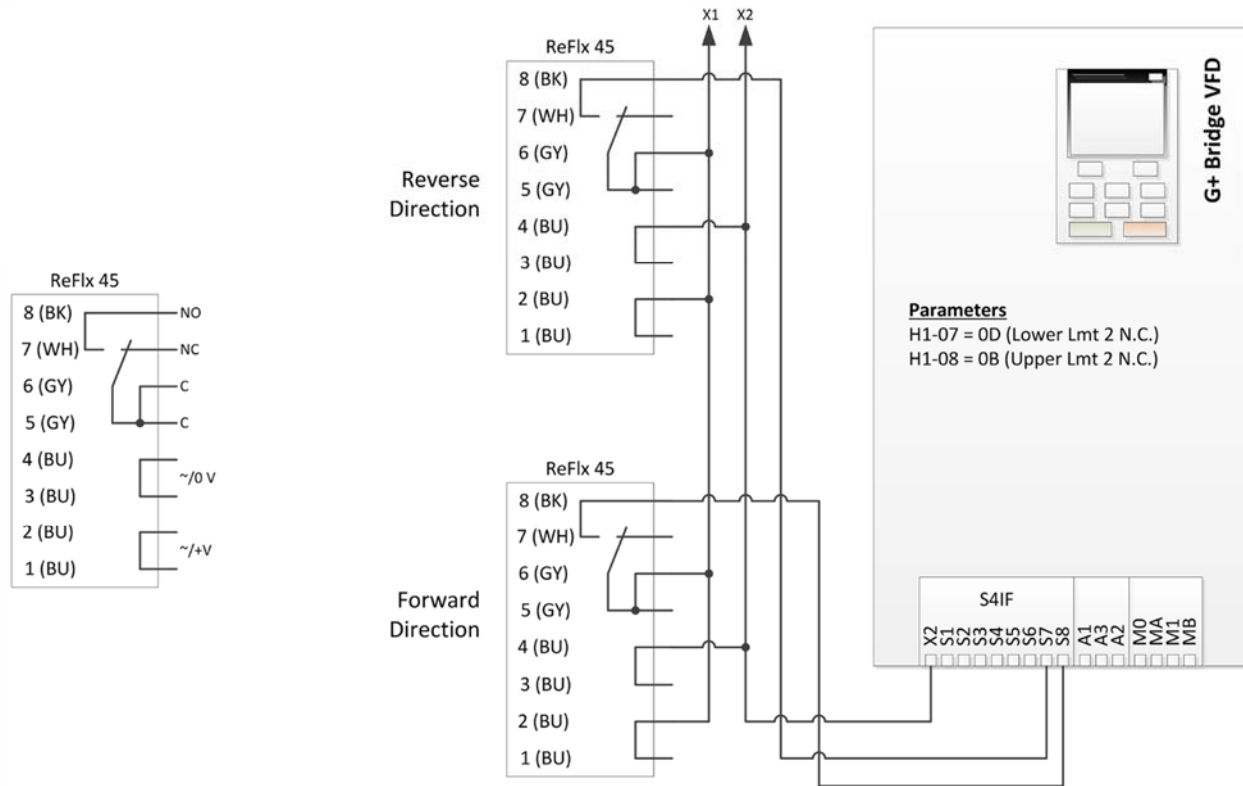 ReFlx 45
8 (BK)
NO
7 (WH)
NC
6 (GY)
C
5 (GY)
C
4 (BU)
~/0 V
3 (BU)
2 (BU)
~/+V
1 (BU)
X1
X2
ReFlx 45
8 (BK)
7 (WH)
6 (GY)
5 (GY)
4 (BU)
3 (BU)
2 (BU)
1 (BU)
Reverse
Direction
ReFlx 45
8 (BK)
7 (WH)
6 (GY)
5 (GY)
4 (BU)
3 (BU)
2 (BU)
1 (BU)
Forward
Direction
G+ Bridge VFD
Parameters
H1-07 = 0D (Lower Lmt 2 N.C.)
H1-08 = 0B (Upper Lmt 2 N.C.)
S4IF
X2
S1
S2
S3
S4
S5
S6
S7
S8
A1
A3
A2
M0
MA
M1
MB